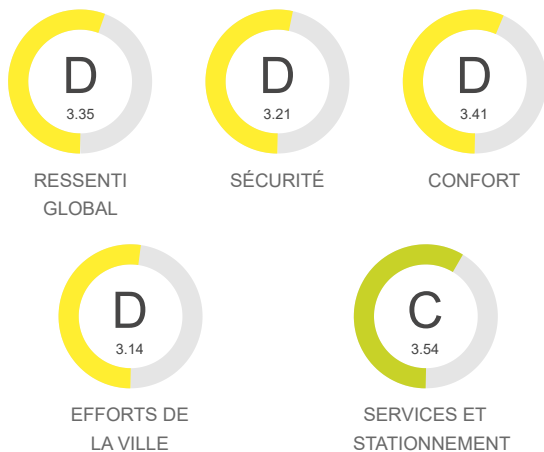 D
3.35
RESSENTI
GLOBAL
D
3.21
SÉCURITÉ
D
3.41
CONFORT
D
3.14
EFFORTS DE
LA VILLE
C
3.54
SERVICES ET
STATIONNEMENT